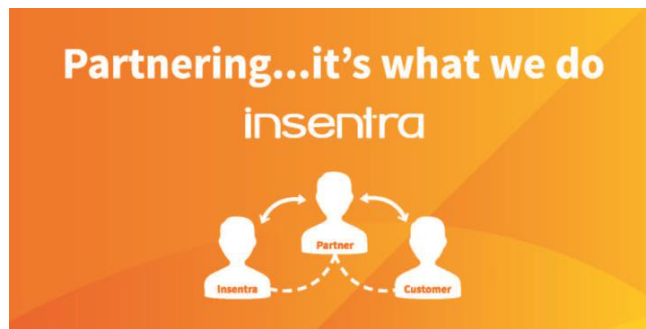 Partnering...it's what we do
insentra
Partner
Insentra
Customer